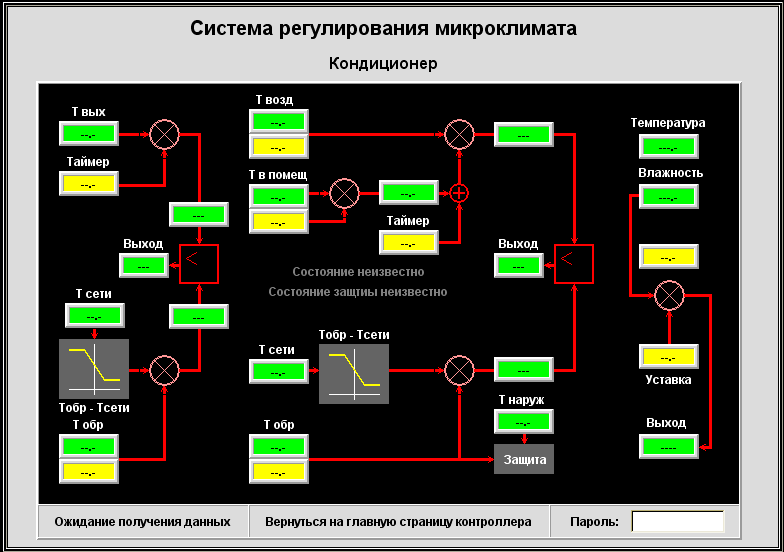 Система регулирования микроклимата
Кондиционер
Т вых
--.-
Таймер
--.-
---
Выход
---
<
---
Т сети
--.-
Тобр - Тсети
Т обр
--.-
--.-
Т возд
--.-
--.-
Т в помещ
--.-
--.-
--.-
Таймер
--.-
---
Выход
---
<
Состояние неизвестно
Состояние защтиы неизвестно
Тобр - Тсети
Т сети
--.-
---
Т наруж
--.-
Т обр
--.-
--.-
Защита
Температура
---.-
Влажность
---.-
--.-
--.-
Уставка
Выход
----
Ожидание получения данных
Вернуться на главную страницу контроллера
Пароль: